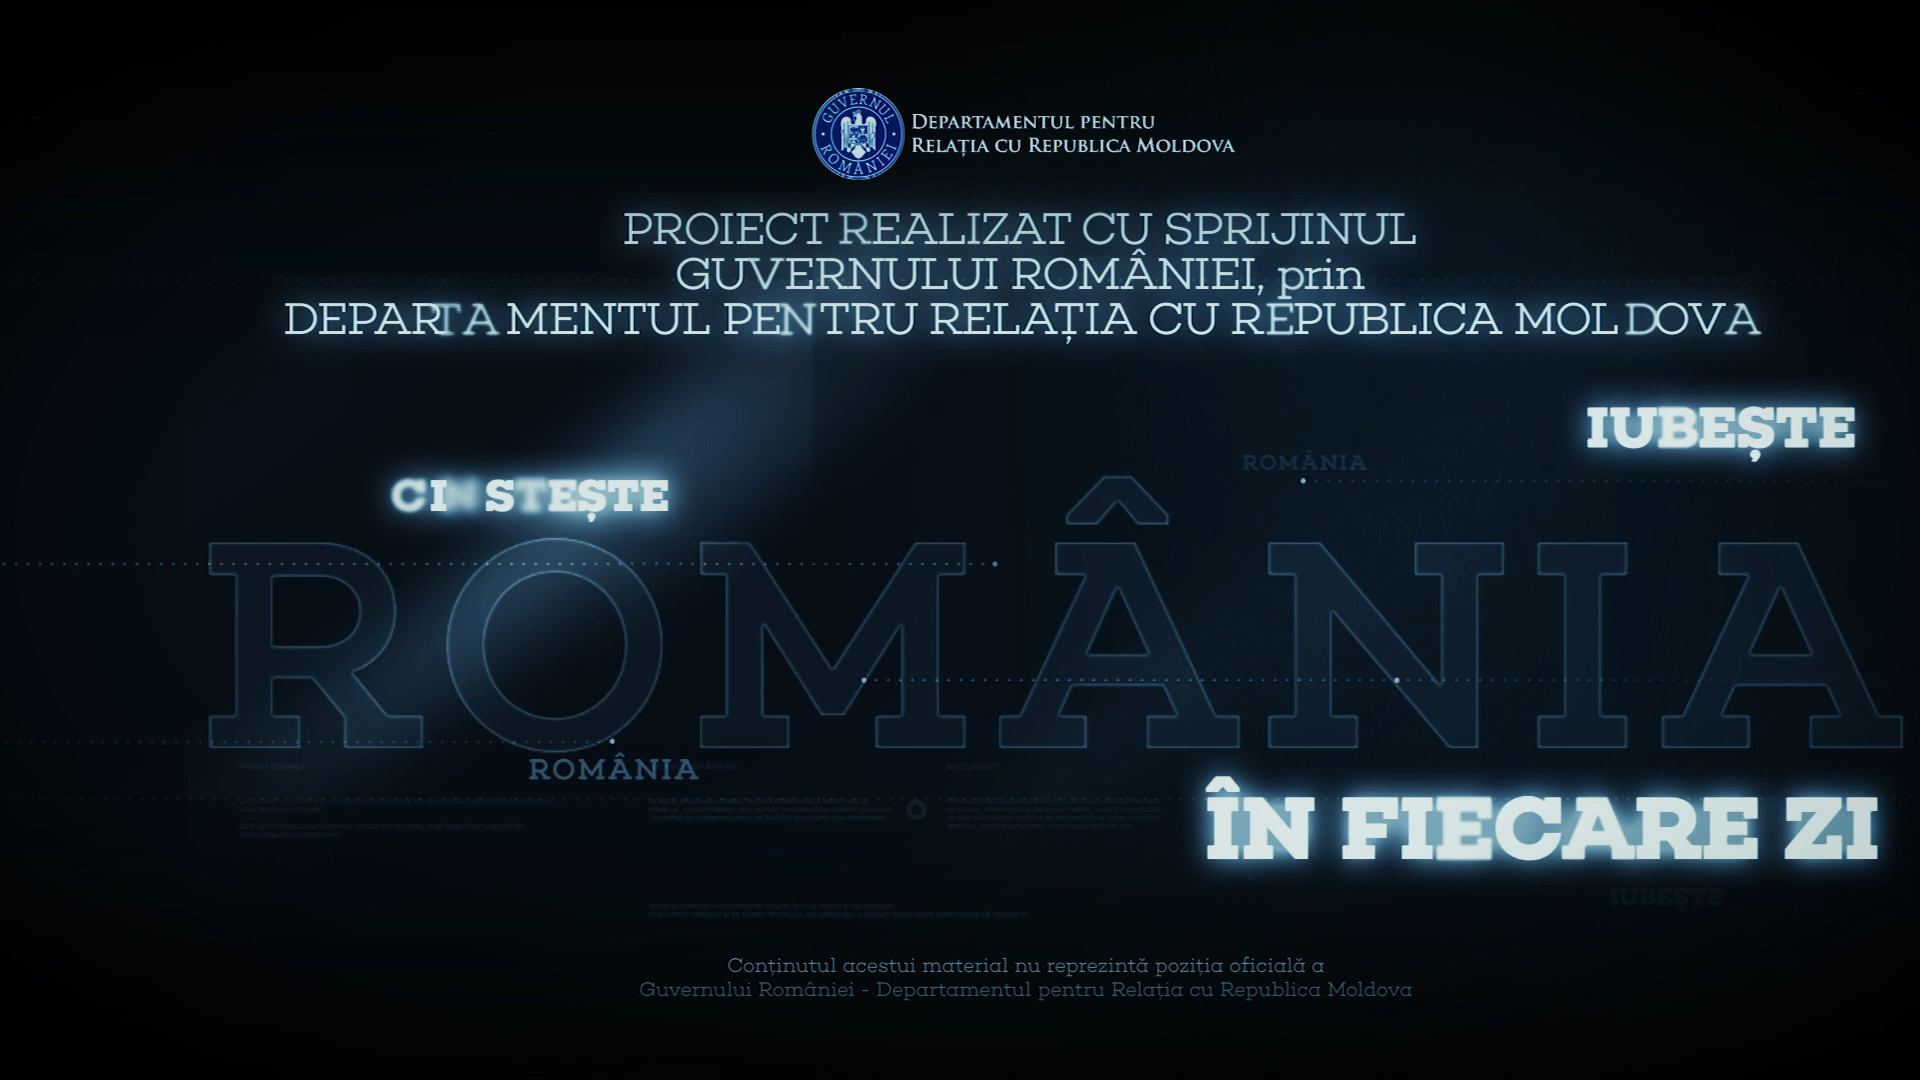 GUVERNUL ROMÂNIEI
DEPARTAMENTUL PENTRU
RELAȚIA CU REPUBLICA MOLDOVA
PROIECT REALIZAT CU SPRIJINUL
GUVERNULUI ROMÂNIEI, prin
DEPARTAMENTUL PENTRU RELAȚIA CU REPUBLICA MOLDOVA
IUBEȘTE
ROMÂNIA
CINSTEȘTE
ROMÂNIA
ROMÂNIA
BUCUREȘTI
ÎN FIECARE ZI
IUBEȘTE
Conținutul acestui material nu reprezintă poziția oficială a
Guvernului României - Departamentul pentru Relația cu Republica Moldova